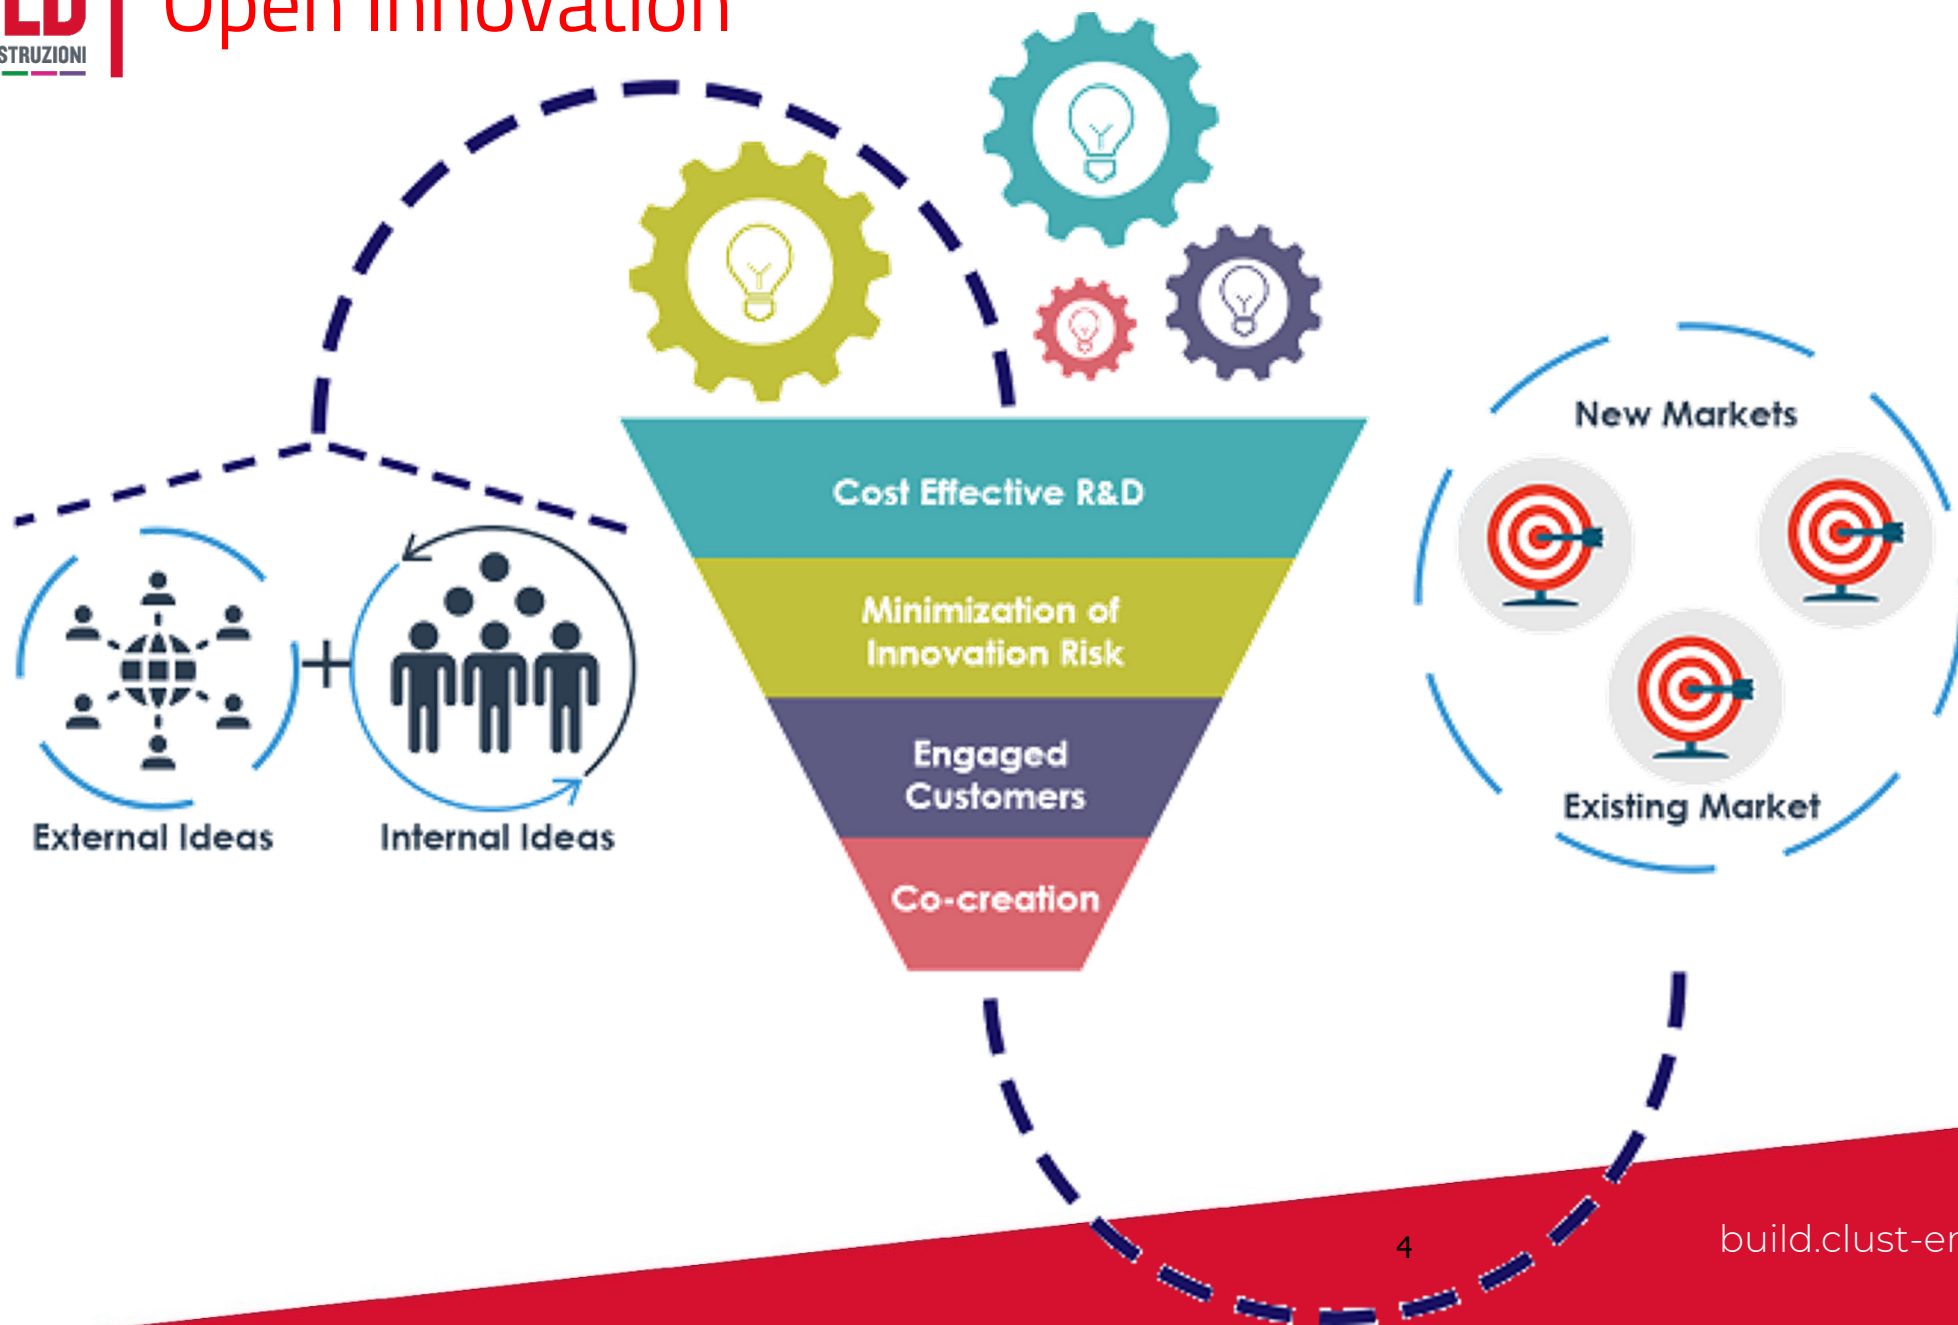 Open Innovation
STRUZIONI
Cost Effective R&D
Minimization of
Innovation Risk
Engaged
Customers
Co-creation
External Ideas
Internal Ideas
New Markets
Existing Market
4
build.clust-er